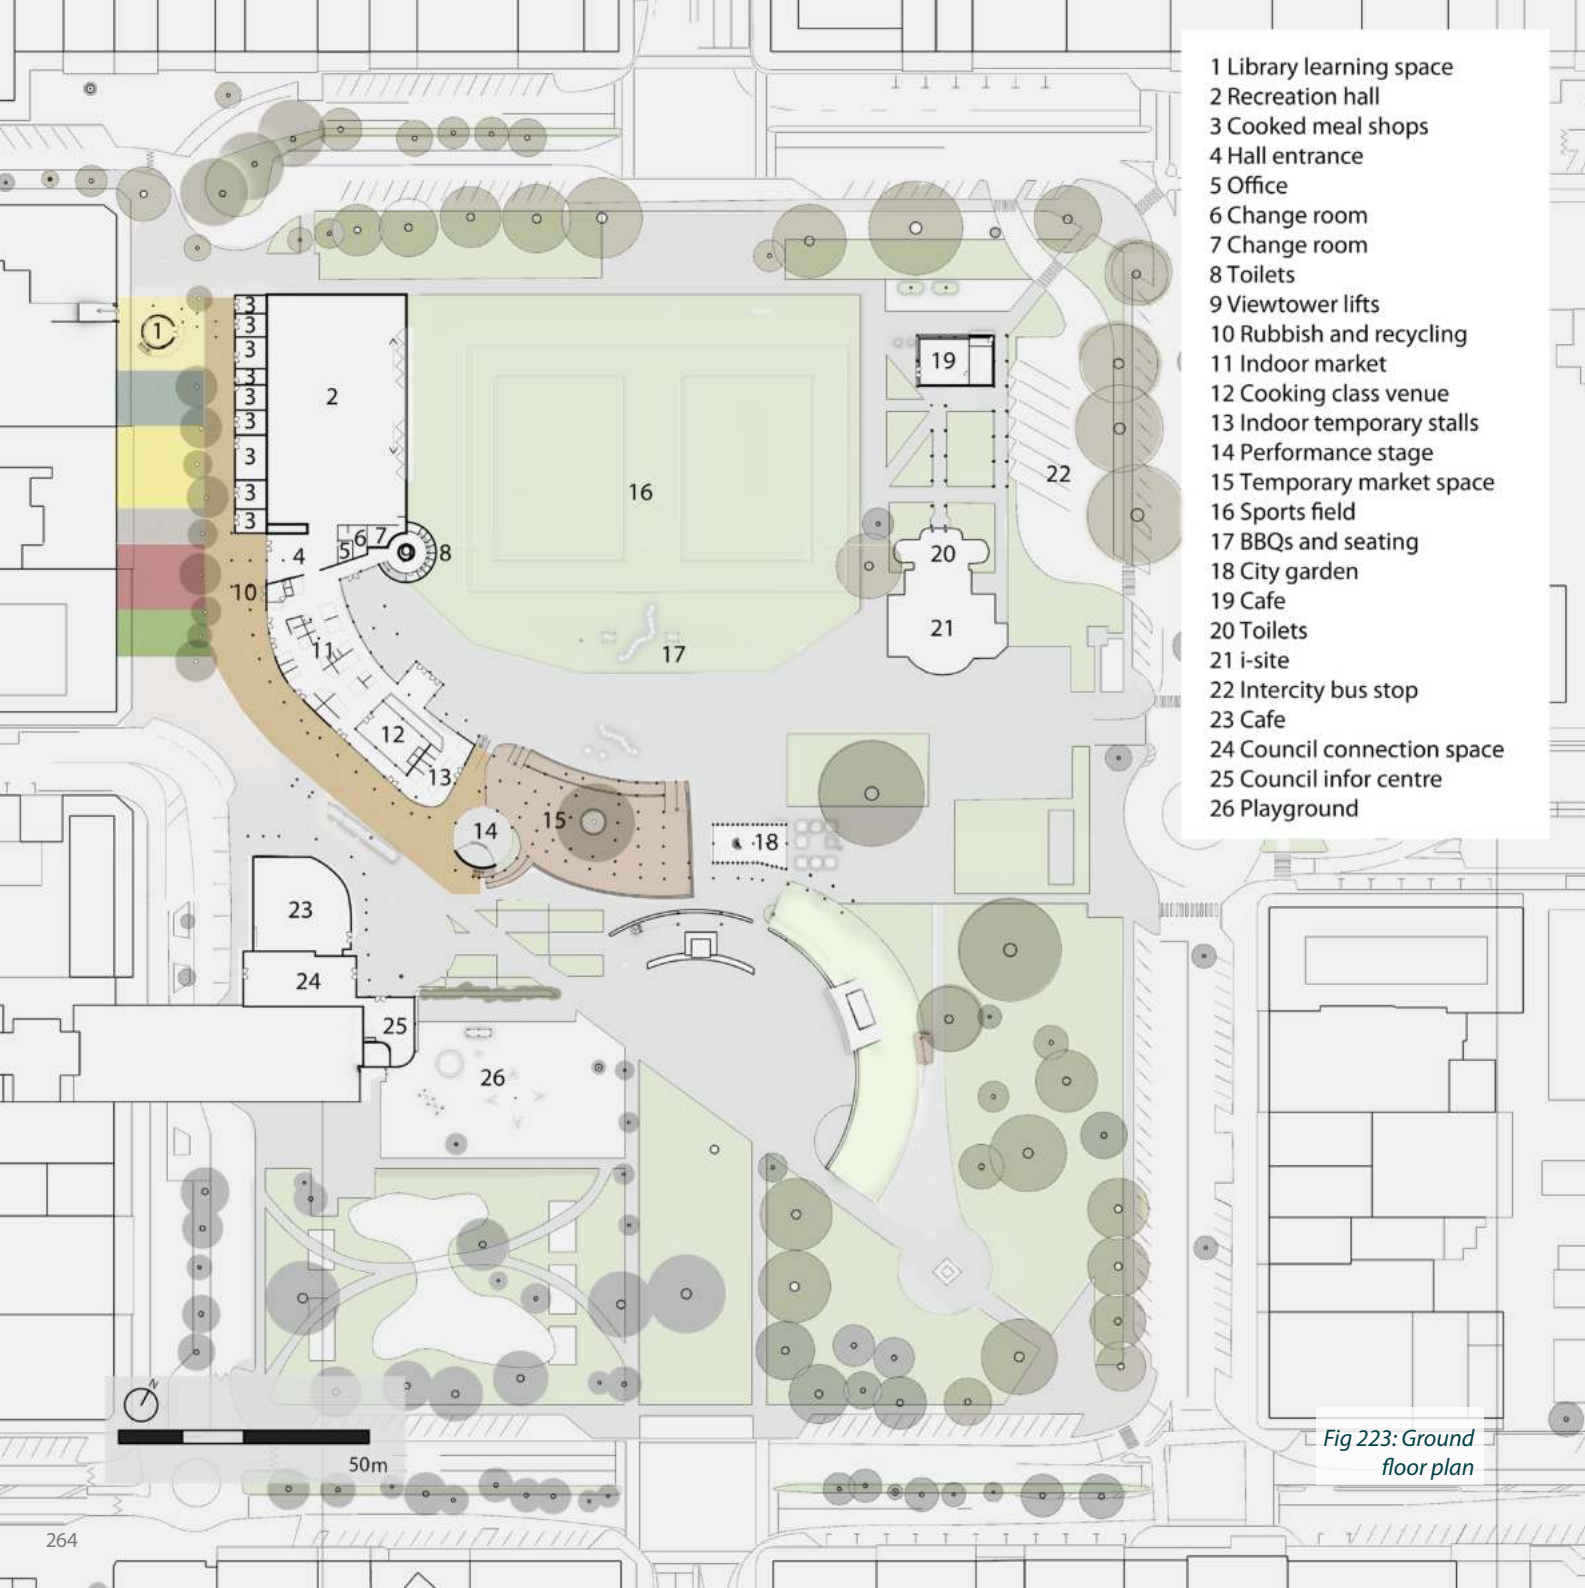 1 Library learning space
2 Recreation hall
3 Cooked meal shops
4 Hall entrance
5 Office
6 Change room
7 Change room
8 Toilets
9 Viewtower lifts
10 Rubbish and recycling
11 Indoor market
12 Cooking class venue
13 Indoor temporary stalls
14 Performance stage
15 Temporary market space
16 Sports field
17 BBQs and seating
18 City garden
19 Cafe
20 Toilets
21 i-site
22 Intercity bus stop
23 Cafe
24 Council connection space
25 Council infor centre
26 Playground
3
3
1
3
19
3
3
2
3
3
22
16
3
3
6 7
5
9
8
4
20
10
21
11
17
12
13
15
14
18
23
24
25
26
N
50m
Fig 223: Ground
floor plan
264